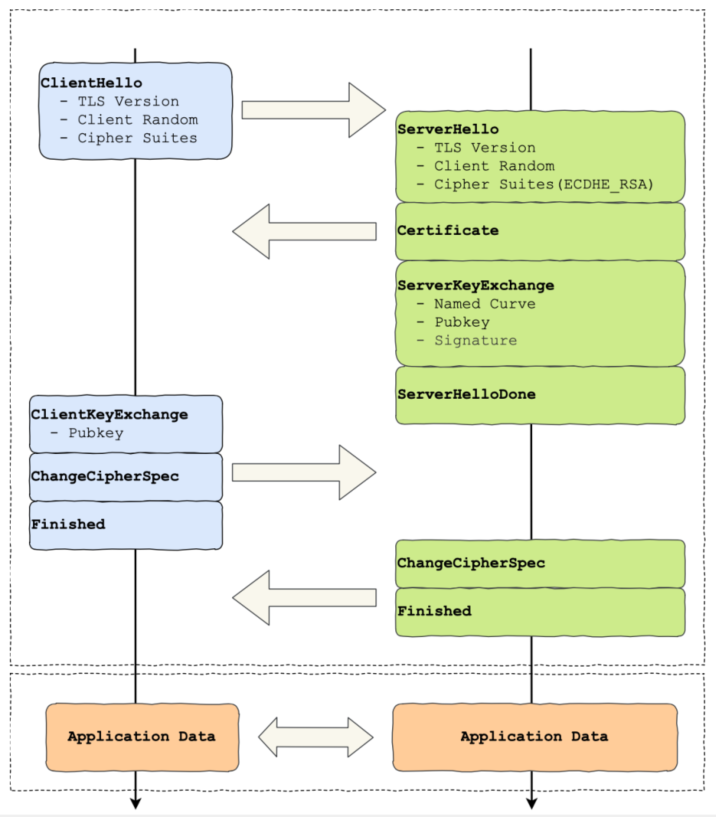 ClientHello
- TLS Version
- Client Random
- Cipher Suites
ServerHello
- TLS Version
- Client Random
- Cipher Suites(ECDHE_RSA)
Certificate
ServerKeyExchange
- Named Curve
- Pubkey
- Signature
ServerHelloDone
ClientKeyExchange
- Pubkey
ChangeCipherSpec
Finished
ChangeCipherSpec
Finished
Application Data
Application Data